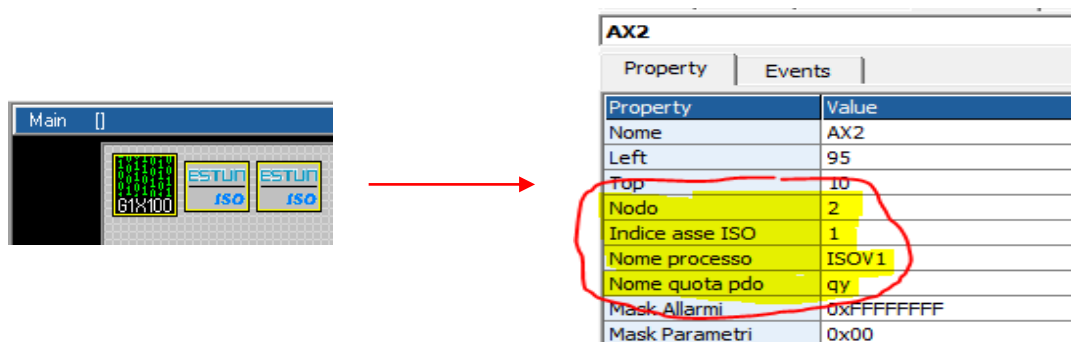 Main []
G1X100
ESTUN ISO
ESTUN ISO
AX2
Property Events
Property Value
Nome AX2
Left 95
Top 10
Nodo 2
Indice asse ISO 1
Nome processo ISOV1
Nome quota pdo qy
Mask Allarmi 0xFFFFFFFF
Mask Parametri 0x00